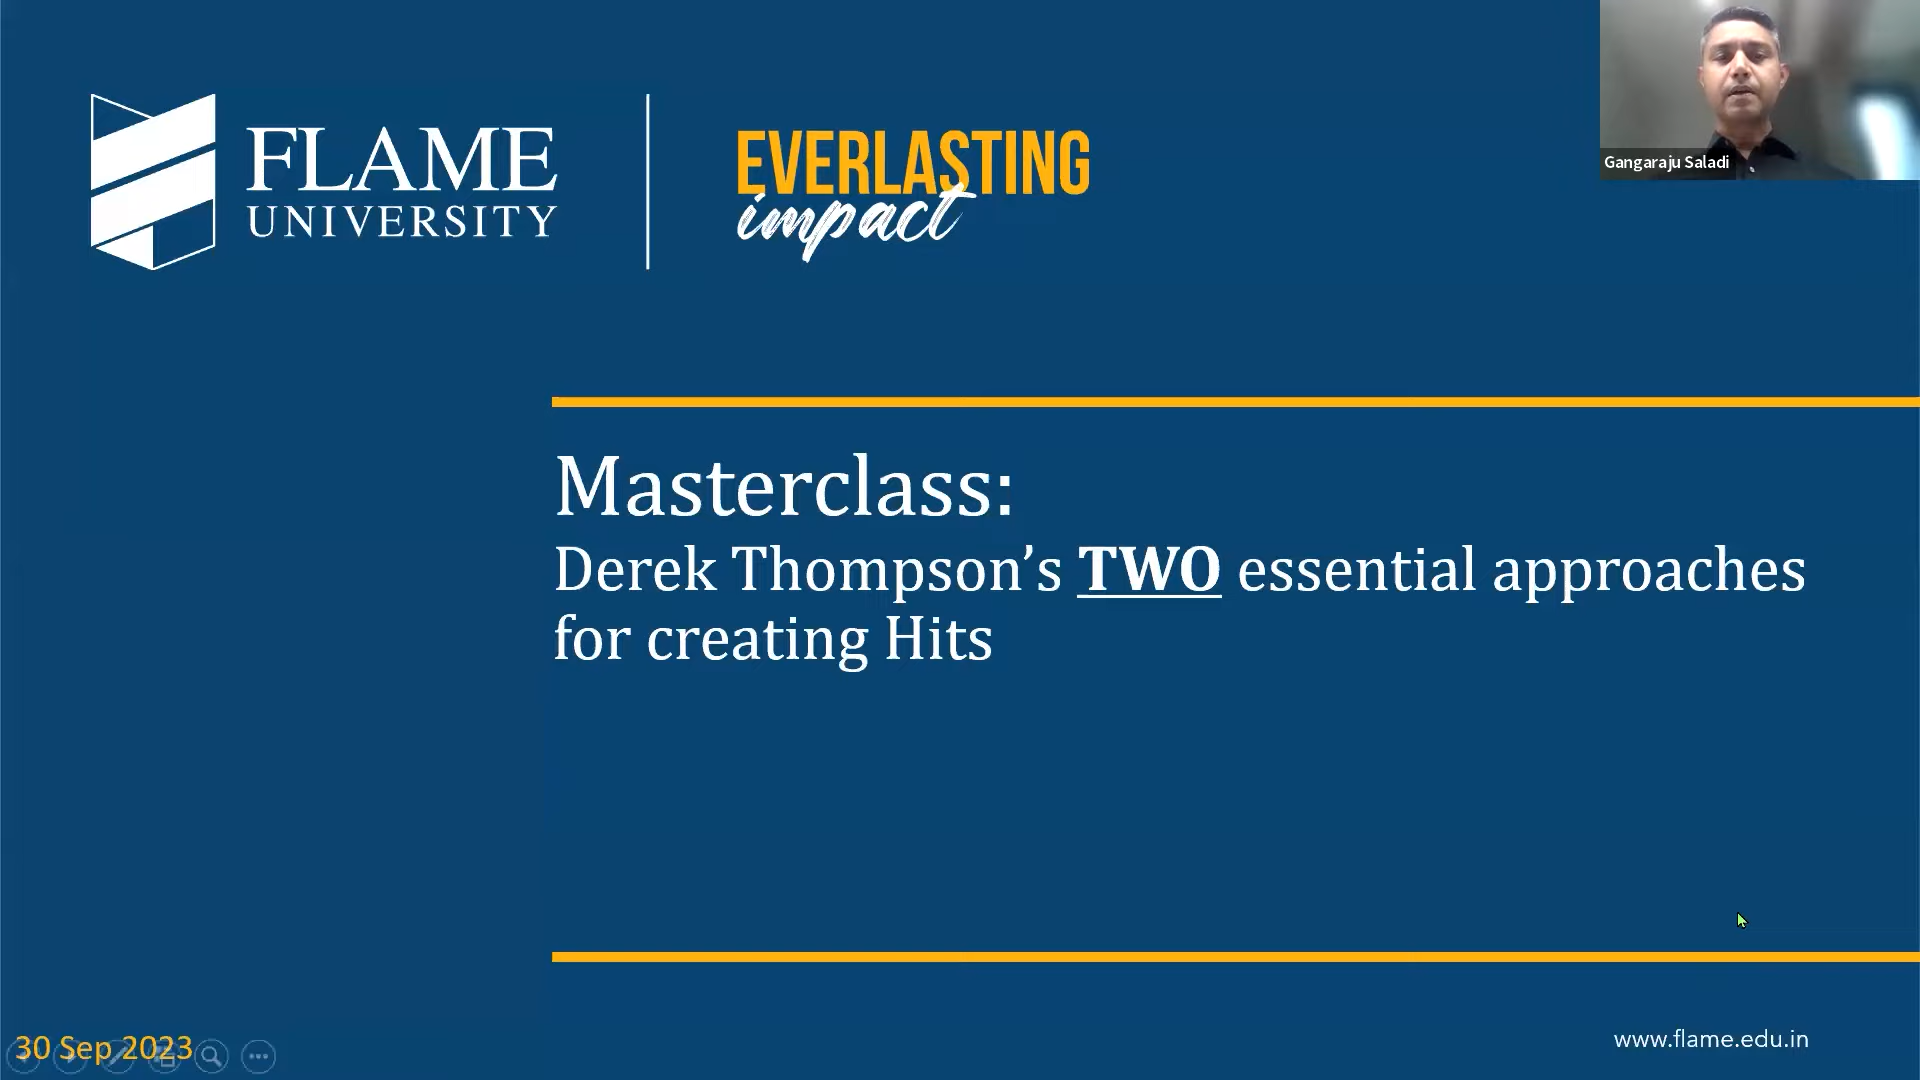 FLAME
UNIVERSITY
EVERLASTING
impact
Gangaraju Saladi
Masterclass:
Derek Thompson’s TWO essential approaches
for creating Hits
30 Sep 2023
www.flame.edu.in